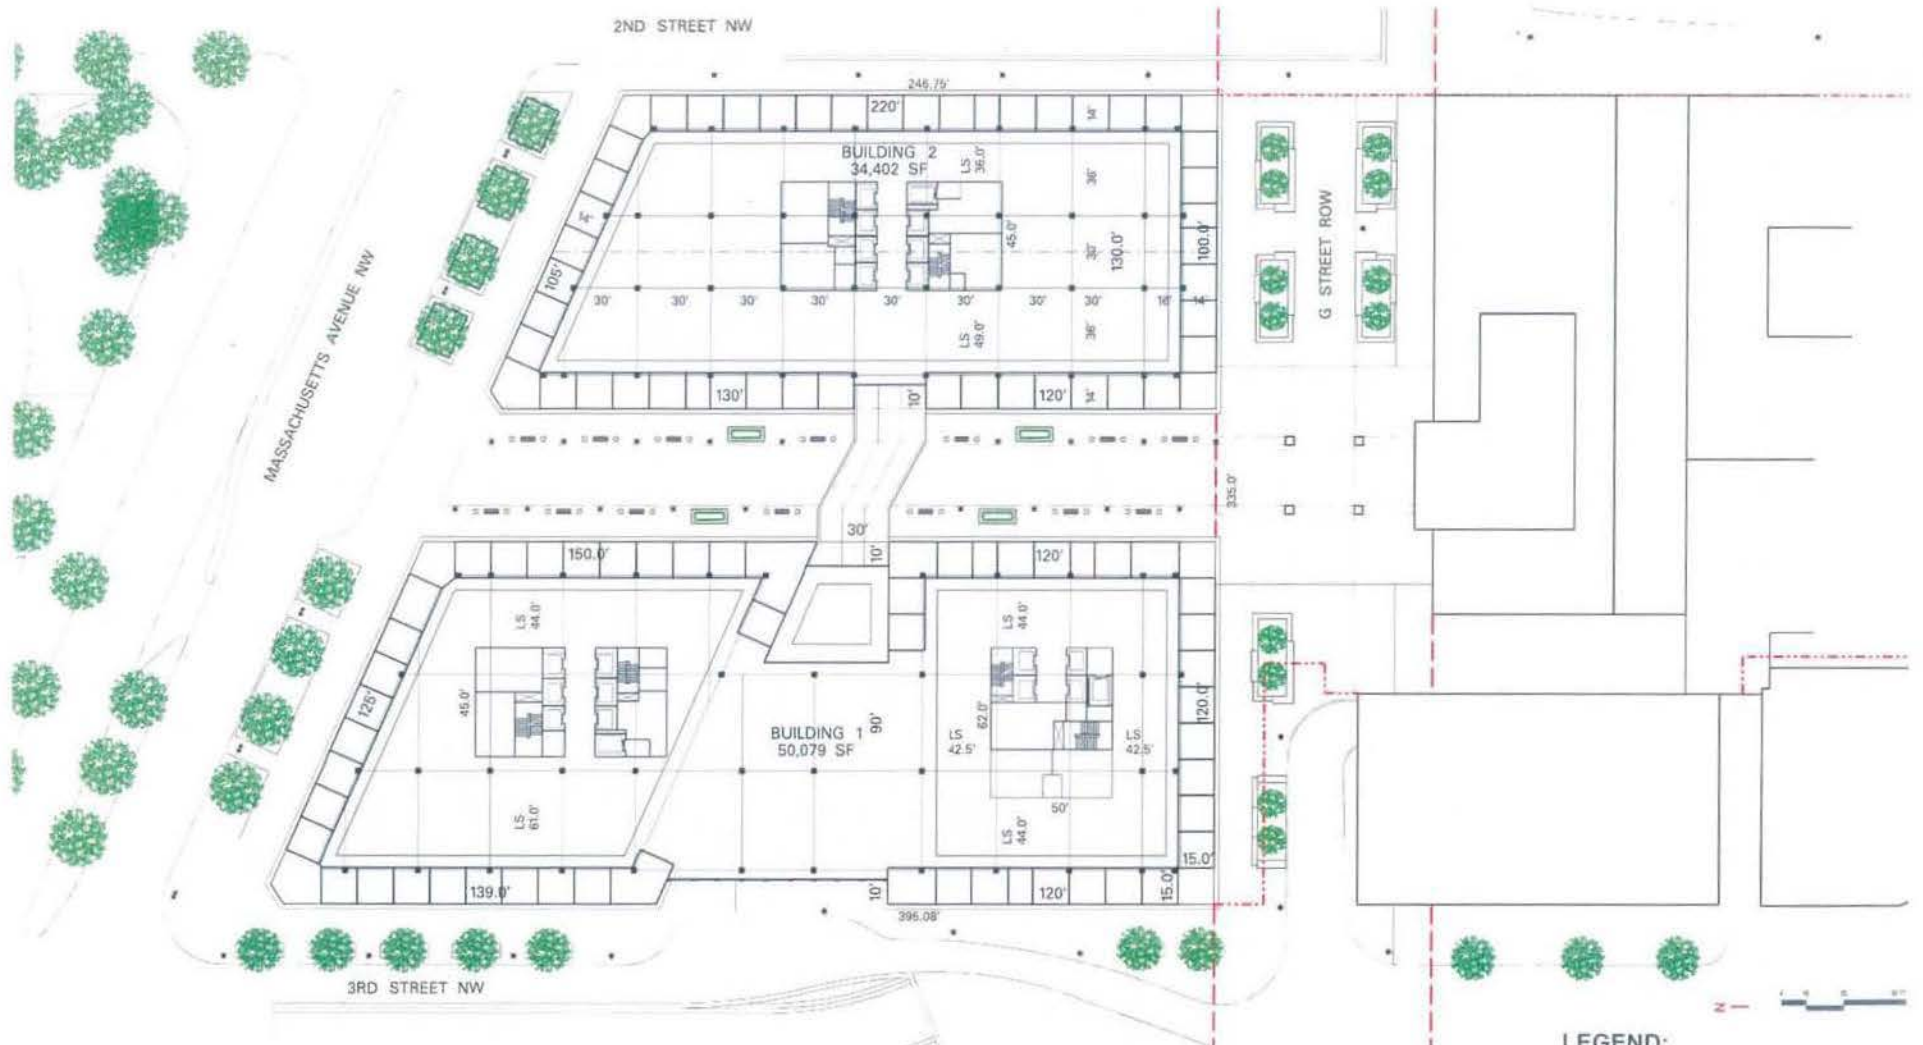 2ND STREET NW
246.75'
220'
14'
BUILDING 2
34,402 SF
LS
36.0'
36'
14'
45.0'
130.0'
100.0'
30'
105'
30'
30'
30'
30'
30'
30'
30'
30'
16'
14'
LS
49.0'
36'
G STREET ROW
MASSACHUSETTS AVENUE NW
130'
10'
120'
14'
335.0'
30'
150.0'
10'
120'
LS
44.0'
LS
44.0'
125'
45.0'
BUILDING 1
50,079 SF
90'
LS
42.5'
62.0'
LS
42.5'
120.0'
50'
LS
61.0'
LS
44.0'
15.0'
139.0'
10'
120'
15.0'
395.08'
3RD STREET NW
N
LEGEND: